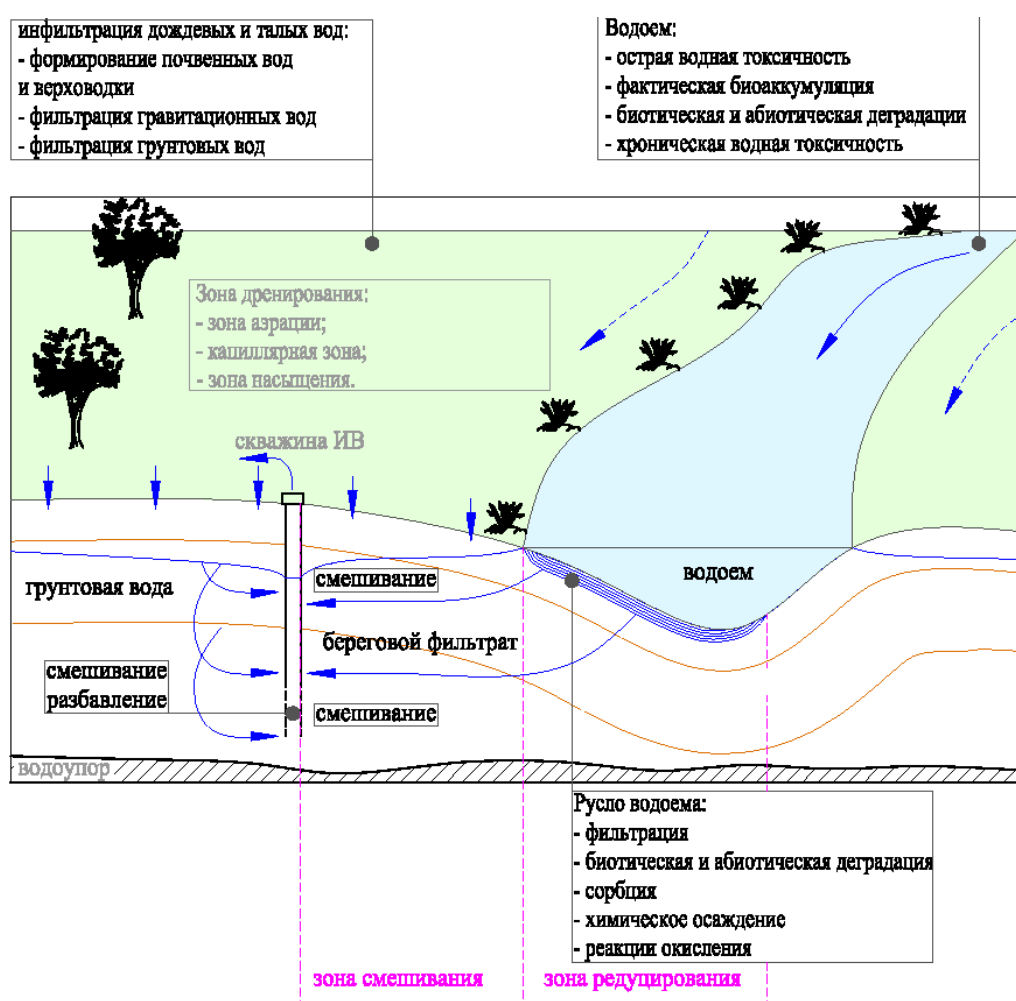 инфильтрация дождевых и талых вод:
- формирование почвенных вод
и верховодки
- фильтрация гравитационных вод
- фильтрация грунтовых вод
Водоем:
- острая водная токсичность
- фактическая биоаккумуляция
- биотическая и абиотическая деградации
- хроническая водная токсичность
Зона дренирования:
- зона аэрации;
- капиллярная зона;
- зона насыщения.
скважина ИВ
грунтовая вода
смешивание
водоем
береговой фильтрат
смешивание
разбавление
смешивание
водоупор
Русло водоема:
- фильтрация
- биотическая и абиотическая деградация
- сорбция
- химическое осаждение
- реакции окисления
зона смешивания
зона редуцирования